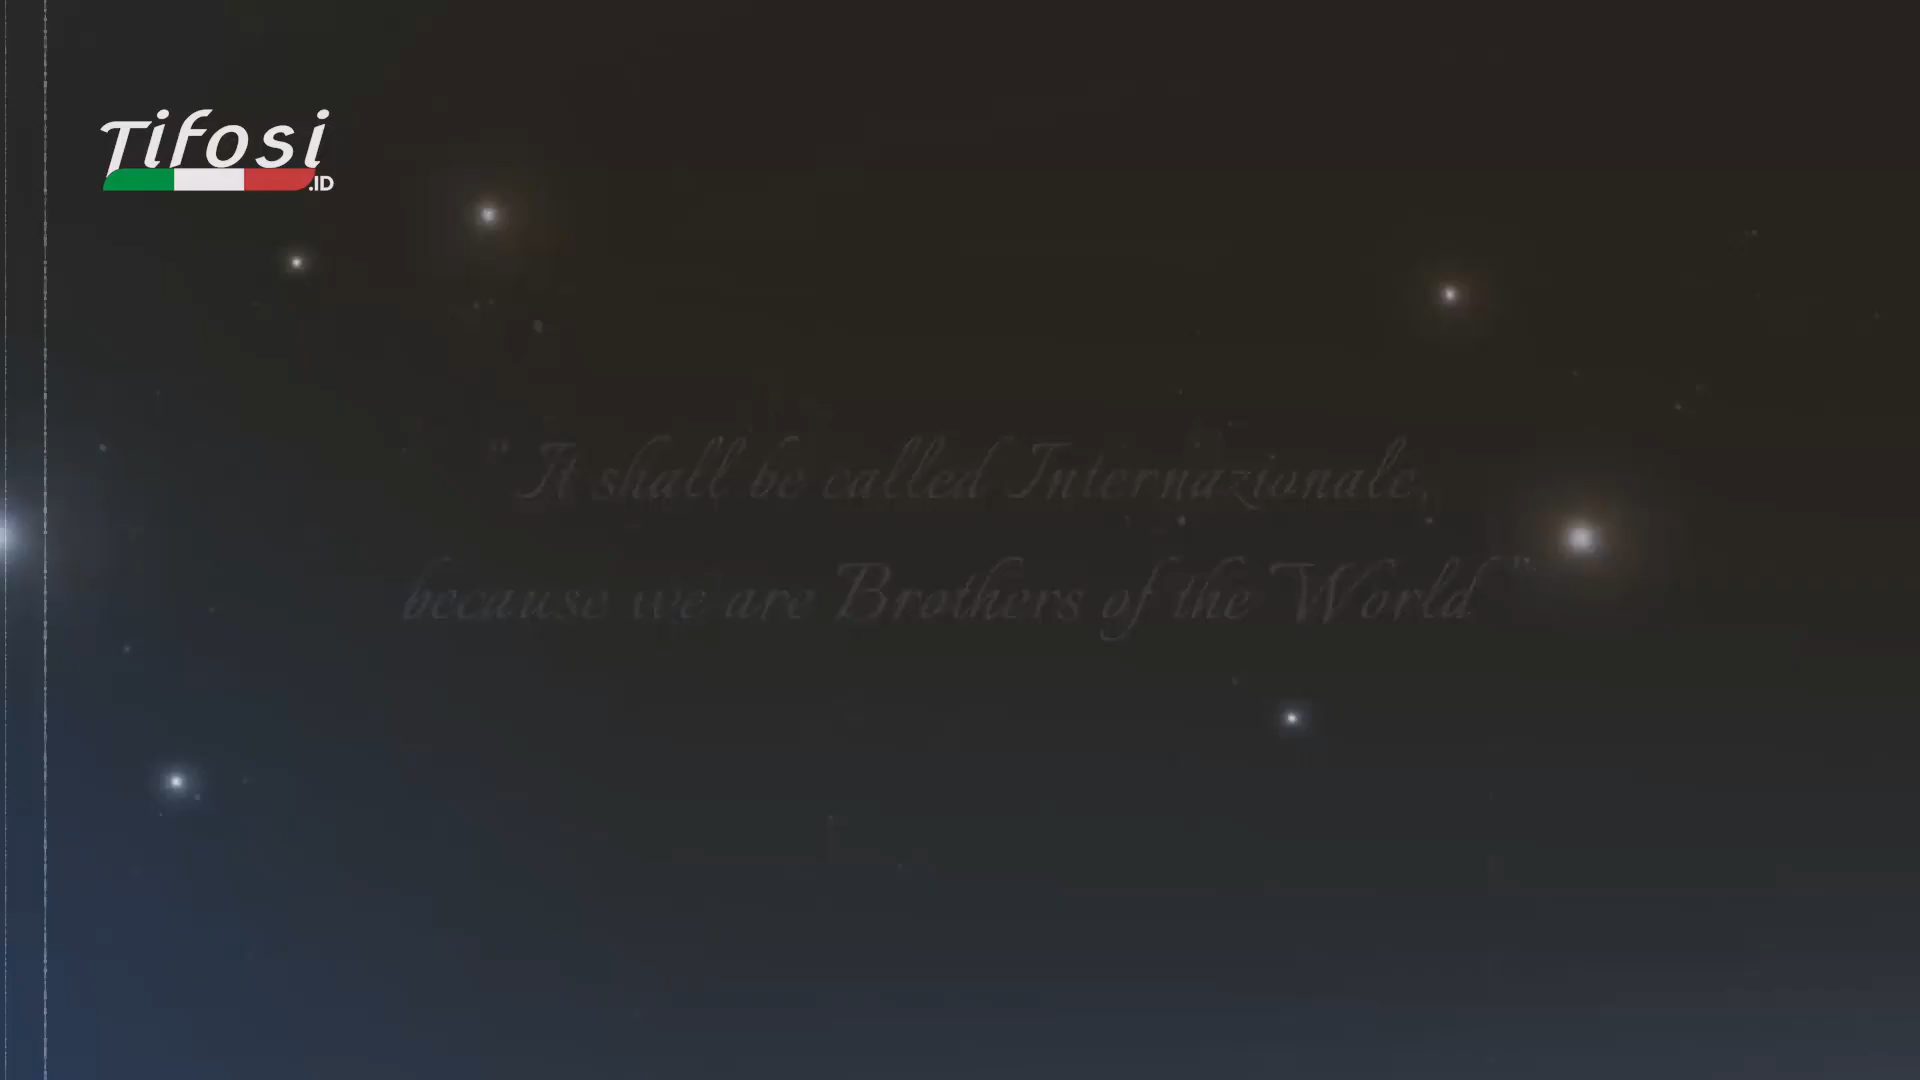 Tifosi
.ID
"It shall be called Internazionale,
because we are Brothers of the World"